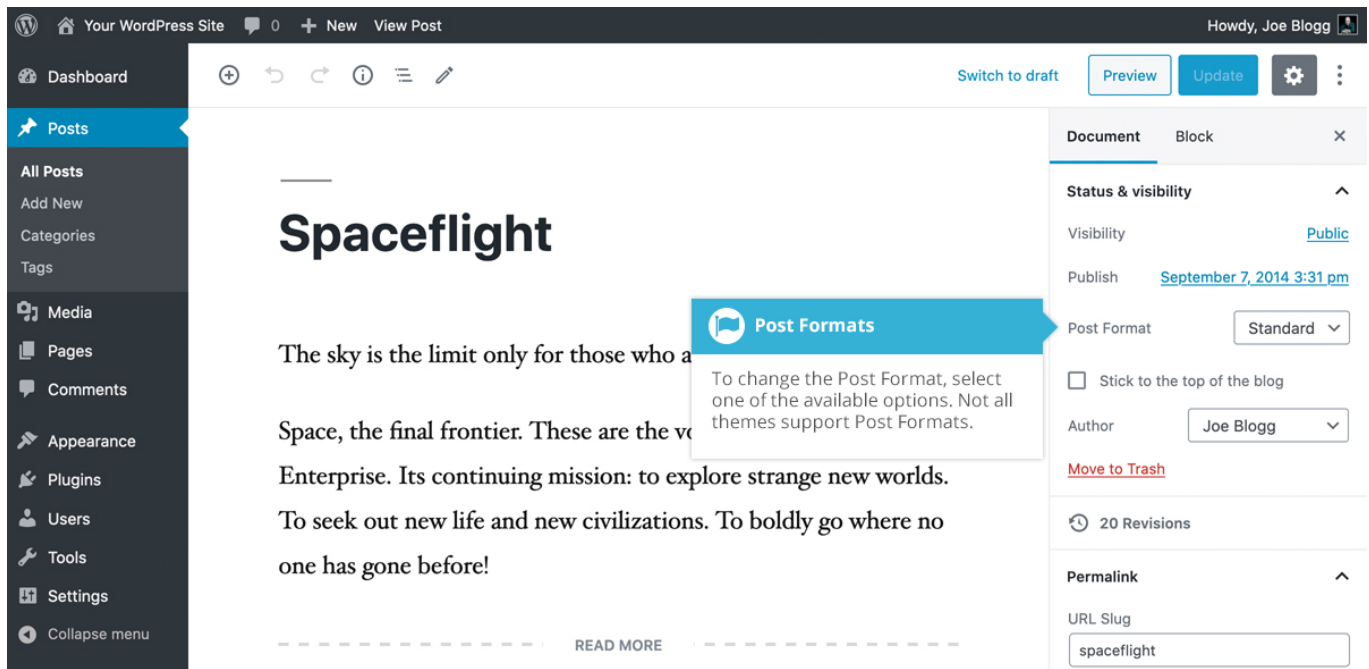 Your WordPress Site 0 New View Post Howdy, Joe Blogg
Dashboard
Posts
All Posts
Add New
Categories
Tags
Media
Pages
Comments
Appearance
Plugins
Users
Tools
Settings
Collapse menu
Switch to draft Preview Update
Spaceflight
The sky is the limit only for those who a
Space, the final frontier. These are the vo
Enterprise. Its continuing mission: to explore strange new worlds.
To seek out new life and new civilizations. To boldly go where no
one has gone before!
READ MORE
Post Formats
To change the Post Format, select
one of the available options. Not all
themes support Post Formats.
Document Block
Status & visibility
Visibility Public
Publish September 7, 2014 3:31 pm
Post Format Standard
Stick to the top of the blog
Author Joe Blogg
Move to Trash
20 Revisions
Permalink
URL Slug
spaceflight